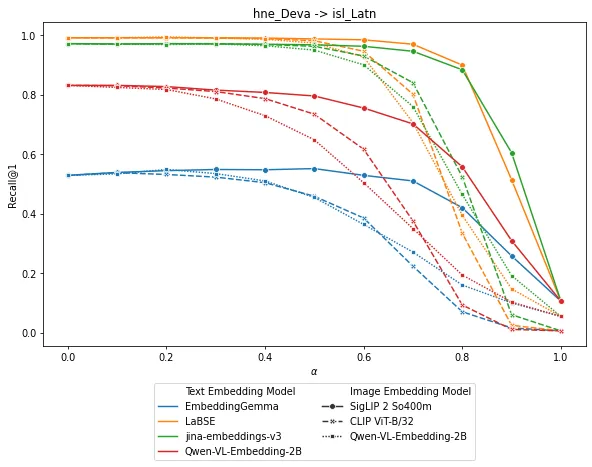 hne_Deva -> isl_Latn
Recall@1
1.0
0.8
0.6
0.4
0.2
0.0
0.0 0.2 0.4 0.6 0.8 1.0
α
Text Embedding Model Image Embedding Model
EmbeddingGemma SigLIP 2 So400m
LaBSE CLIP ViT-B/32
jina-embeddings-v3 Qwen-VL-Embedding-2B
Qwen-VL-Embedding-2B